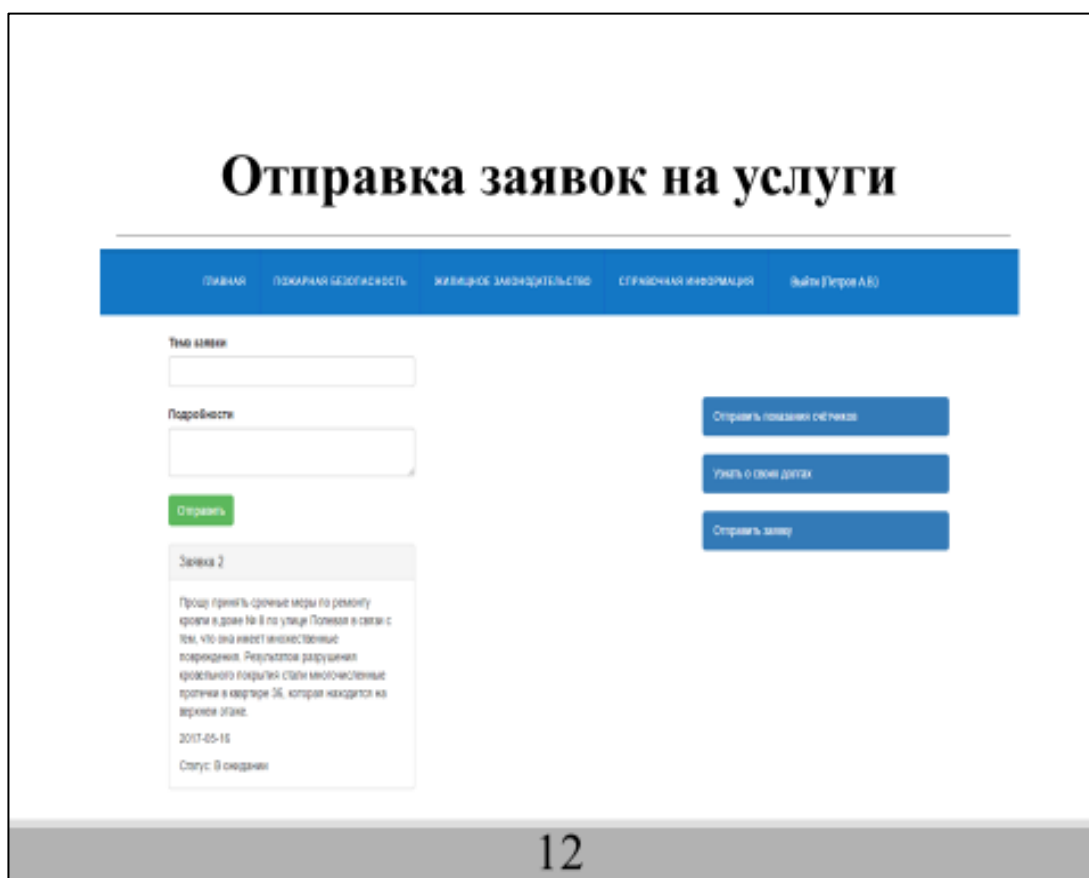 Отправка заявок на услуги
ГЛАВНАЯ ПОЖАРНАЯ БЕЗОПАСНОСТЬ ЖИЛИЩНОЕ ЗАКОНОДАТЕЛЬСТВО СПРАВОЧНАЯ ИНФОРМАЦИЯ Выйти (Петров А.В.)
Тема заявки
Подробности
Отправить
Отправить показания счётчиков
Узнать о своих долгах
Отправить заявку
Заявка 2
Прошу принять срочные меры по ремонту
кровли в доме № 8 по улице Полевая в связи с
тем, что она имеет множественные
повреждения. Результатом разрушения
кровельного покрытия стали многочисленные
протечки в квартире 36, которая находится на
верхнем этаже.
2017-05-16
Статус: В ожидании
12